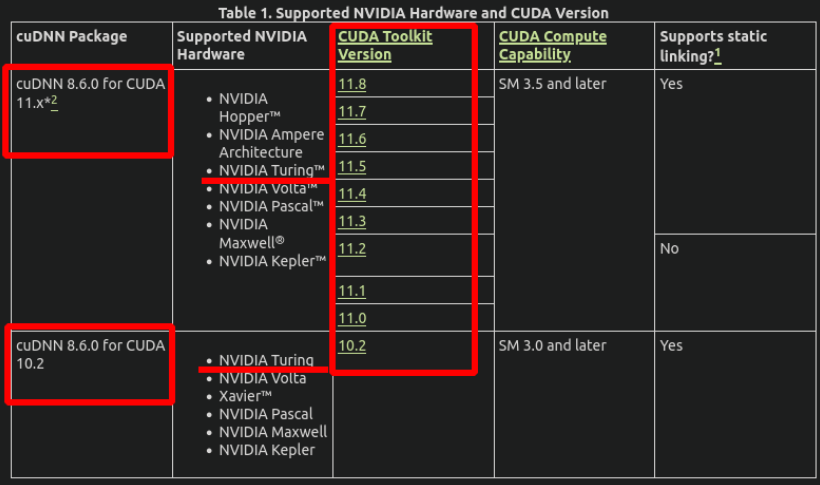 Table 1. Supported NVIDIA Hardware and CUDA Version
cuDNN Package
Supported NVIDIA
Hardware
CUDA Toolkit
Version
CUDA Compute
Capability
Supports static
linking?1
cuDNN 8.6.0 for CUDA
11.x*2
• NVIDIA
Hopper™
• NVIDIA Ampere
Architecture
• NVIDIA Turing™
• NVIDIA Volta™
• NVIDIA Pascal™
• NVIDIA
Maxwell®
• NVIDIA Kepler™
11.8
11.7
11.6
11.5
11.4
11.3
11.2
11.1
11.0
SM 3.5 and later
Yes
No
cuDNN 8.6.0 for CUDA
10.2
• NVIDIA Turing
• NVIDIA Volta
• Xavier™
• NVIDIA Pascal
• NVIDIA Maxwell
• NVIDIA Kepler
10.2
SM 3.0 and later
Yes